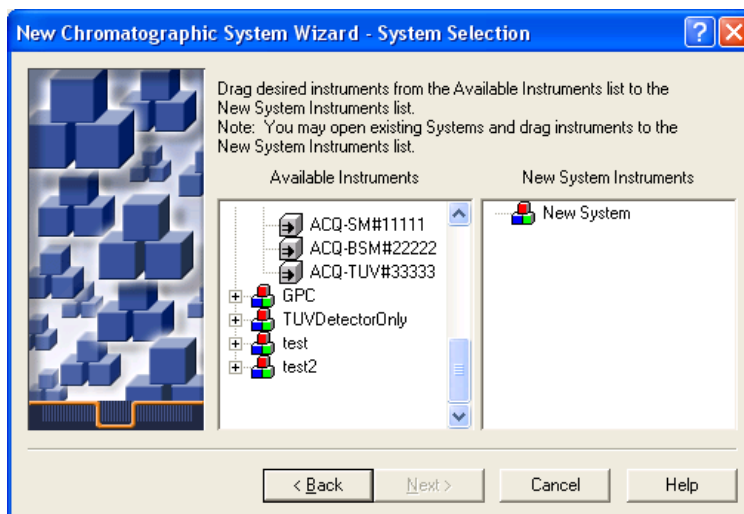 New Chromatographic System Wizard - System Selection
Drag desired instruments from the Available Instruments list to the
New System Instruments list.
Note: You may open existing Systems and drag instruments to the
New System Instruments list.
Available Instruments
New System Instruments
ACQ-SM#11111
ACQ-BSM#22222
ACQ-TUV#33333
GPC
TUVDetectorOnly
test
test2
New System
< Back
Next >
Cancel
Help